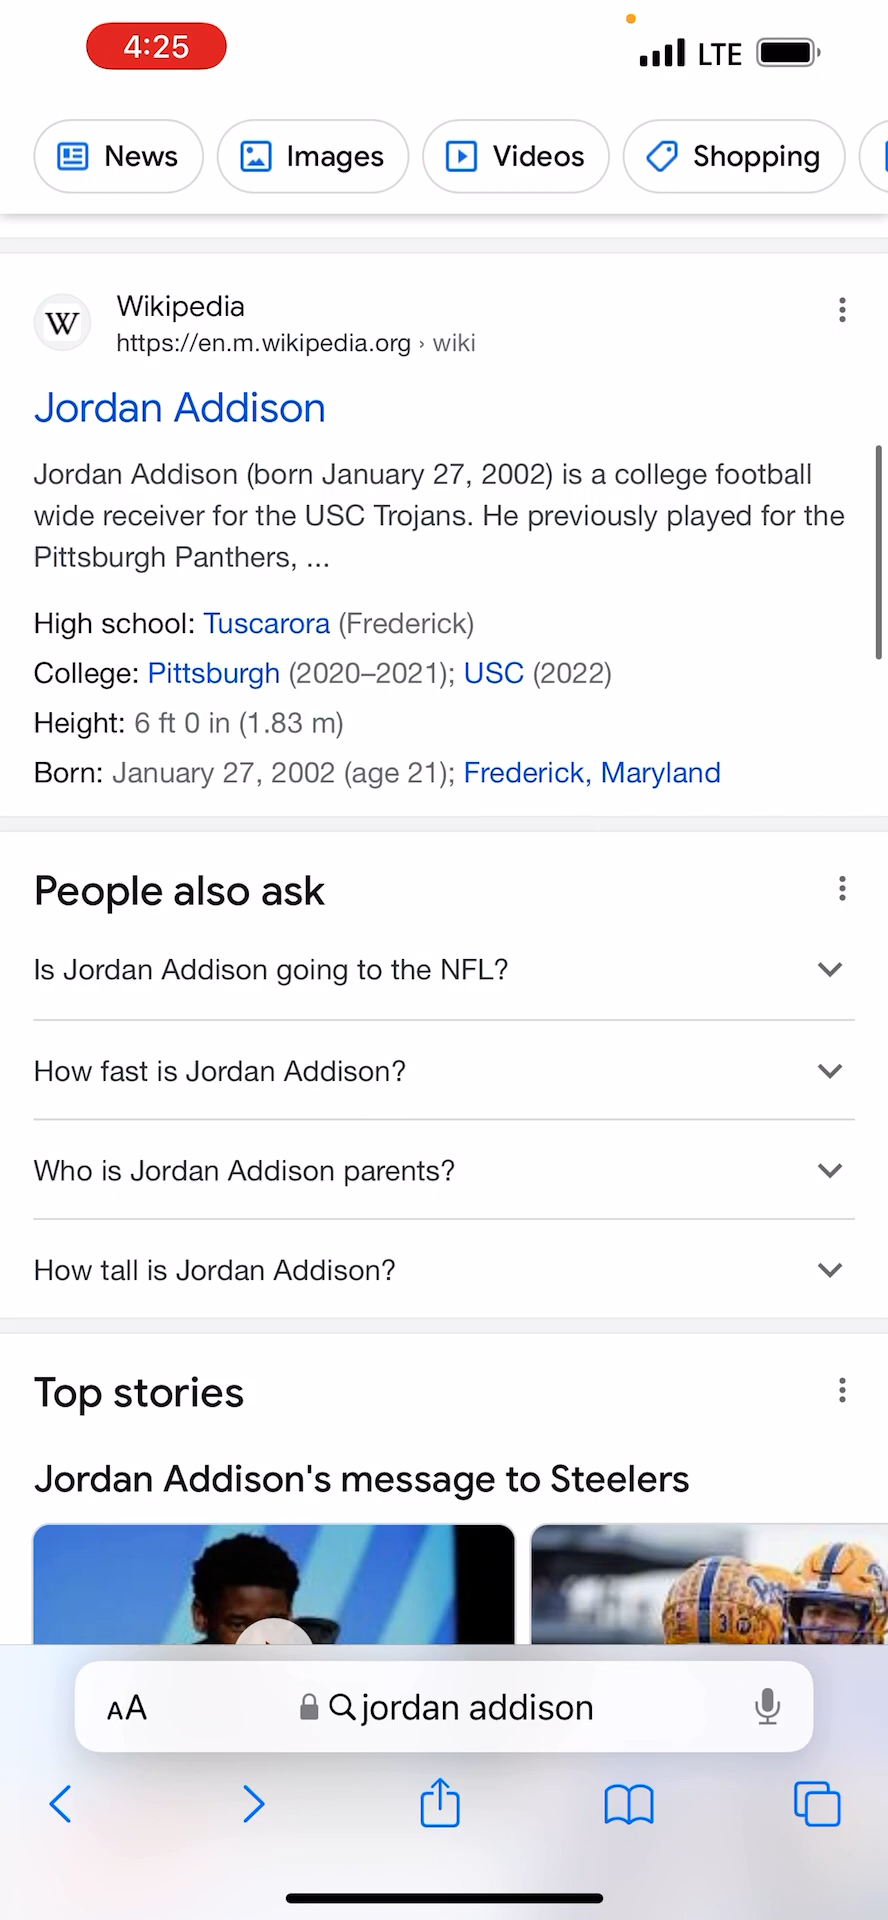 4:25
LTE
News
Images
Videos
Shopping
W
Wikipedia
https://en.m.wikipedia.org › wiki
Jordan Addison
Jordan Addison (born January 27, 2002) is a college football
wide receiver for the USC Trojans. He previously played for the
Pittsburgh Panthers, ...
High school: Tuscarora (Frederick)
College: Pittsburgh (2020–2021); USC (2022)
Height: 6 ft 0 in (1.83 m)
Born: January 27, 2002 (age 21); Frederick, Maryland
People also ask
Is Jordan Addison going to the NFL?
How fast is Jordan Addison?
Who is Jordan Addison parents?
How tall is Jordan Addison?
Top stories
Jordan Addison's message to Steelers
AA
jordan addison